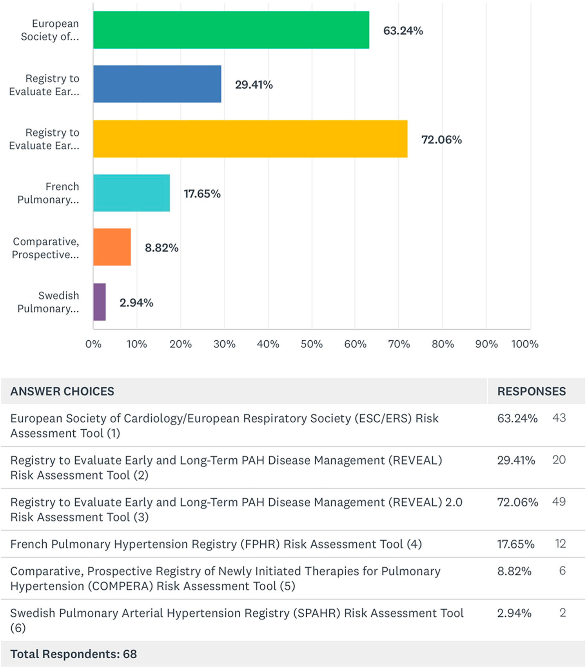 European
Society of...
63.24%
Registry to
Evaluate Ear...
29.41%
Registry to
Evaluate Ear...
72.06%
French
Pulmonary...
17.65%
Comparative,
Prospective...
8.82%
Swedish
Pulmonary...
2.94%
0% 10% 20% 30% 40% 50% 60% 70% 80% 90% 100%
ANSWER CHOICES RESPONSES
European Society of Cardiology/European Respiratory Society (ESC/ERS) Risk 63.24% 43
Assessment Tool (1)
Registry to Evaluate Early and Long-Term PAH Disease Management (REVEAL) 29.41% 20
Risk Assessment Tool (2)
Registry to Evaluate Early and Long-Term PAH Disease Management (REVEAL) 2.0 72.06% 49
Risk Assessment Tool (3)
French Pulmonary Hypertension Registry (FPHR) Risk Assessment Tool (4) 17.65% 12
Comparative, Prospective Registry of Newly Initiated Therapies for Pulmonary 8.82% 6
Hypertension (COMPERA) Risk Assessment Tool (5)
Swedish Pulmonary Arterial Hypertension Registry (SPAHR) Risk Assessment Tool 2.94% 2
(6)
Total Respondents: 68